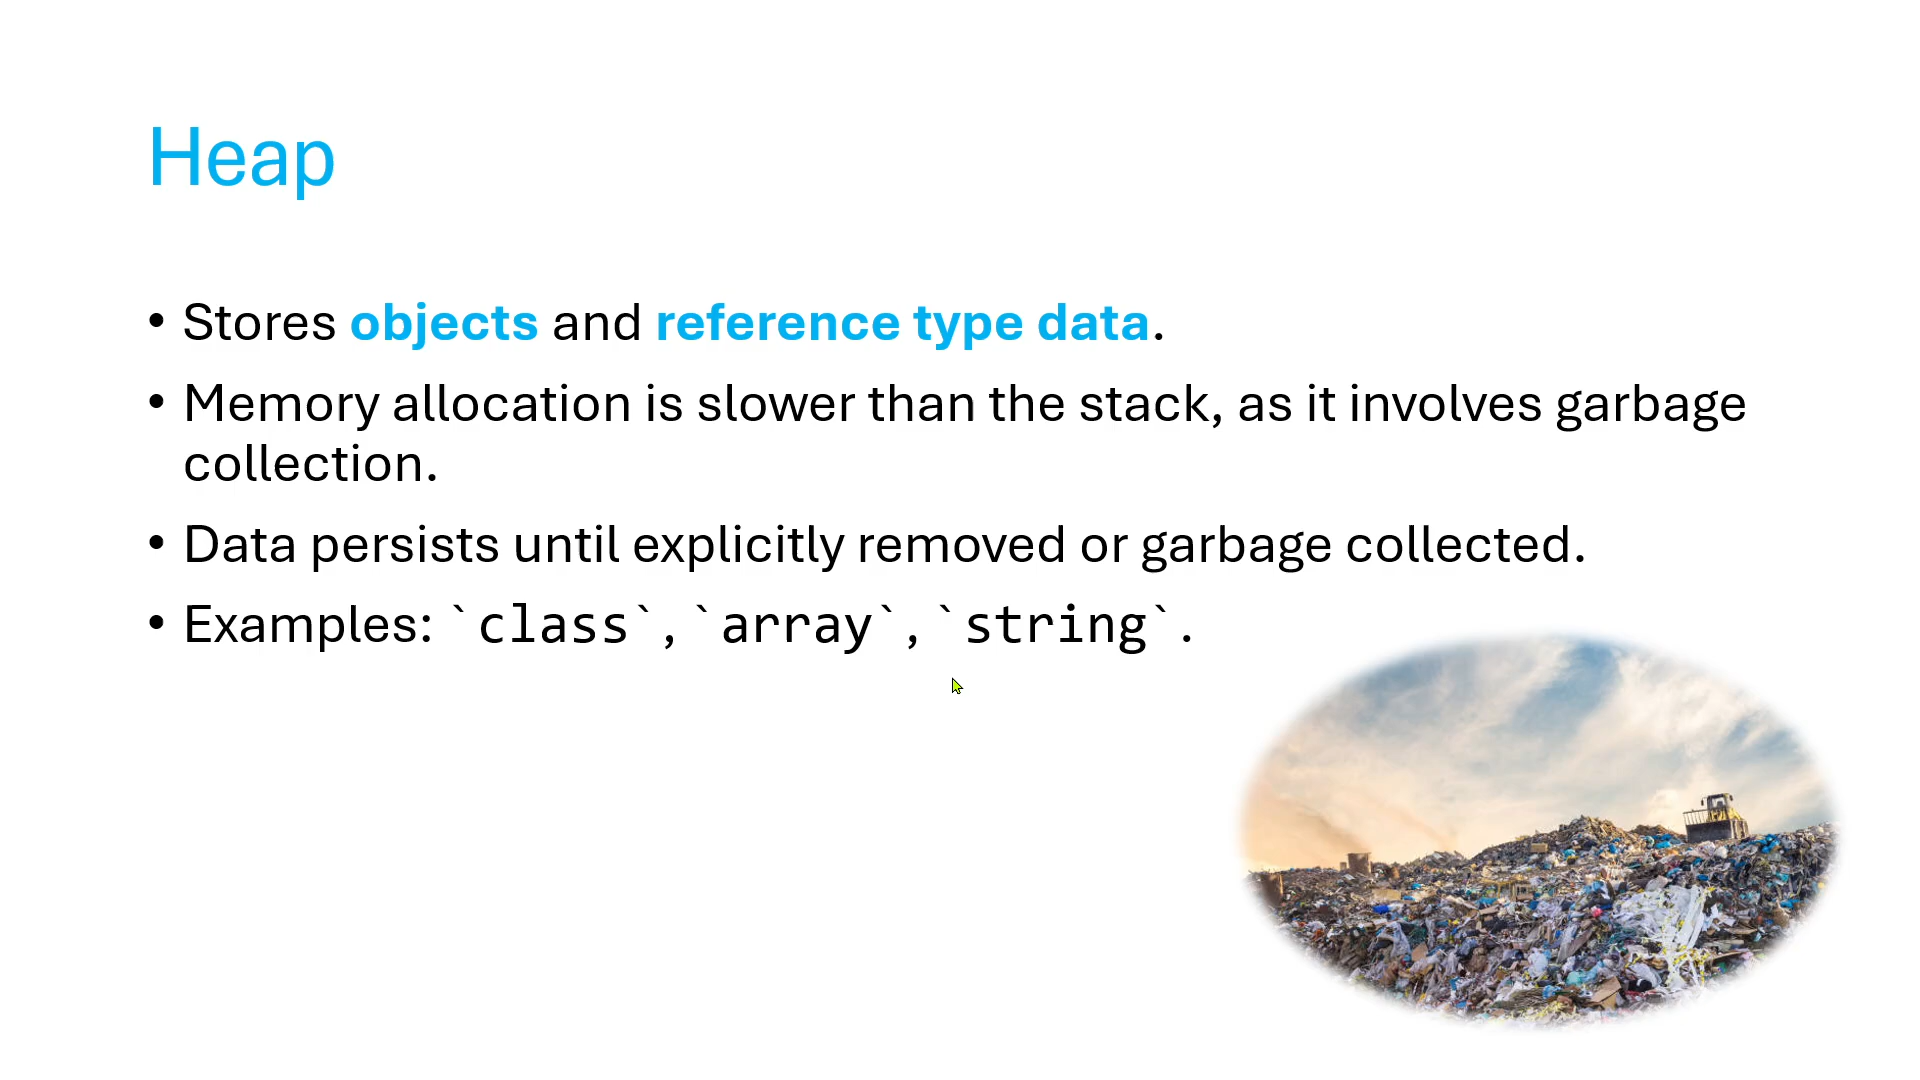 Heap
• Stores objects and reference type data.
• Memory allocation is slower than the stack, as it involves garbage
collection.
• Data persists until explicitly removed or garbage collected.
• Examples: `class`, `array`, `string`.